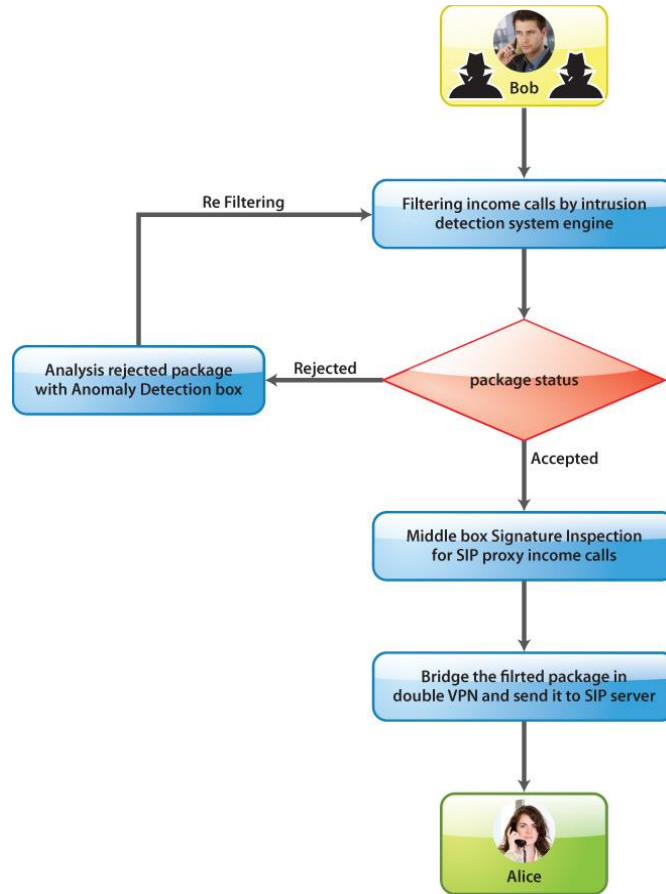 Bob
Re Filtering
Filtering income calls by intrusion
detection system engine
Analysis rejected package
with Anomaly Detection box
Rejected
package status
Accepted
Middle box Signature Inspection
for SIP proxy income calls
Bridge the filrted package in
double VPN and send it to SIP server
Alice